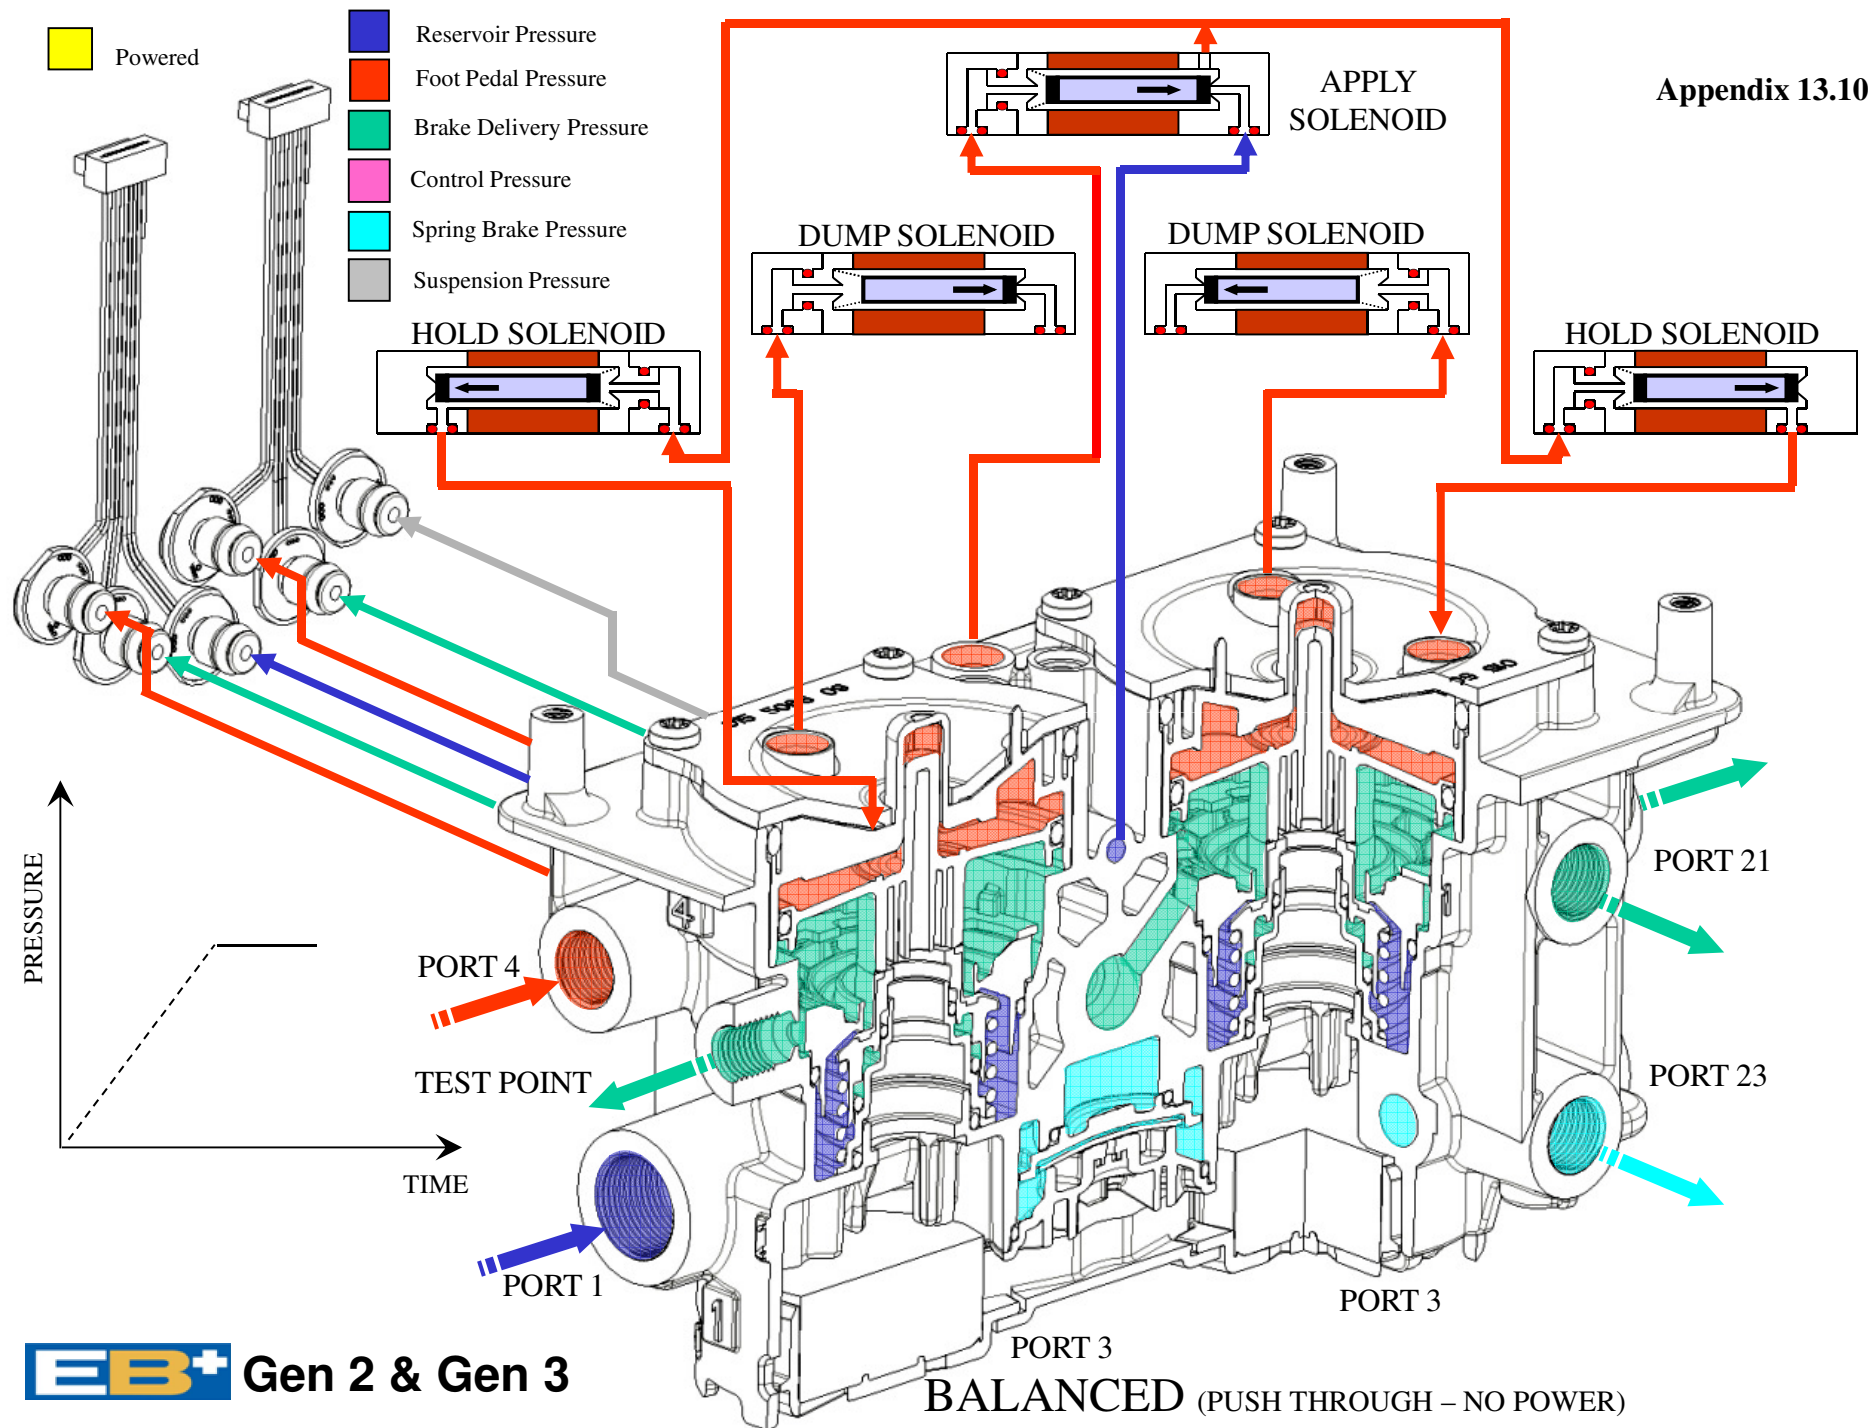 Powered
Reservoir Pressure
Foot Pedal Pressure
Brake Delivery Pressure
Control Pressure
Spring Brake Pressure
Suspension Pressure
Appendix 13.10
APPLY
SOLENOID
DUMP SOLENOID
DUMP SOLENOID
HOLD SOLENOID
HOLD SOLENOID
PRESSURE
TIME
4
PORT 4
TEST POINT
PORT 1
1
PORT 21
PORT 23
PORT 3
PORT 3
EB+ Gen 2 & Gen 3
BALANCED (PUSH THROUGH – NO POWER)